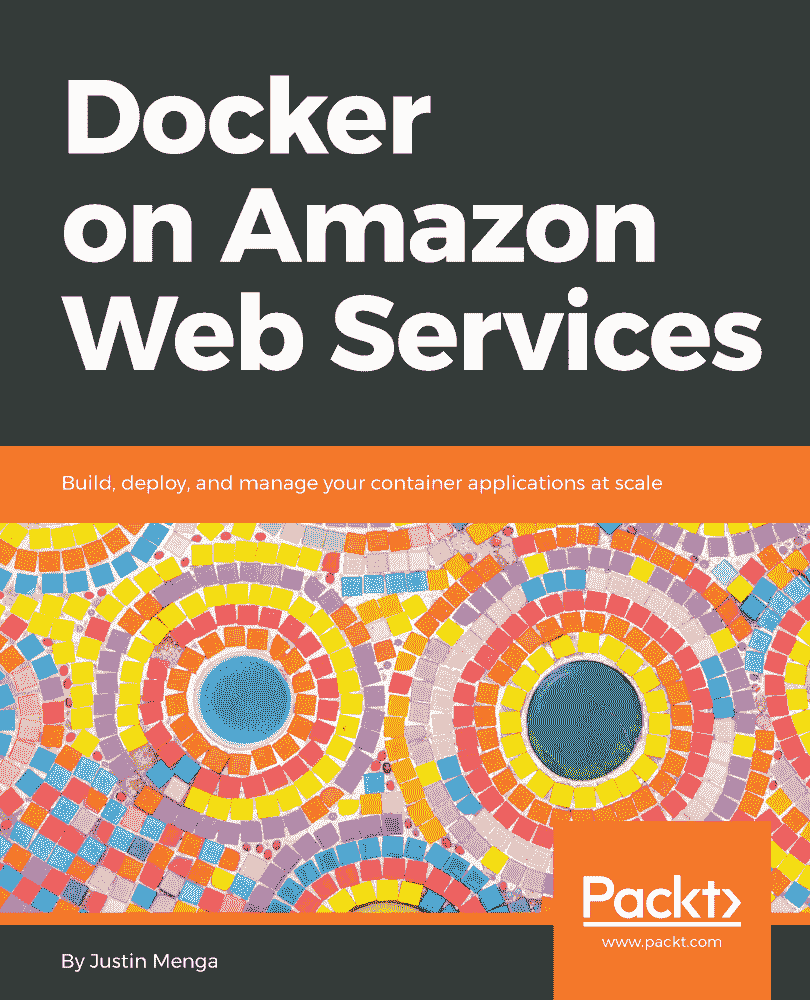 Docker
on Amazon
Web Services
Build, deploy, and manage your container applications at scale
Packt>
www.packt.com
By Justin Menga